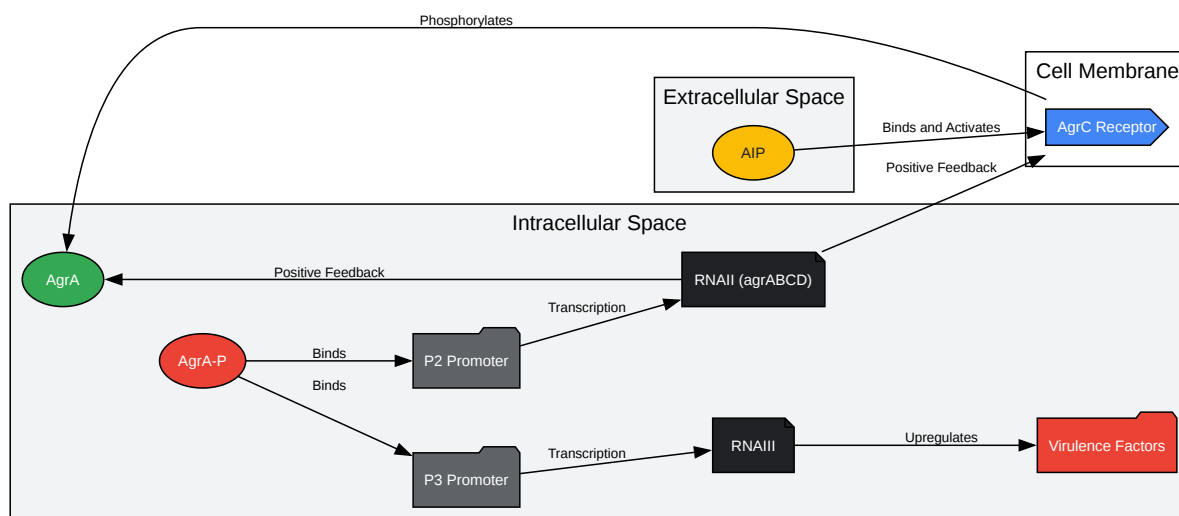 Phosphorylates
Cell Membrane
Extracellular Space
AgrC Receptor
Binds and Activates
AIP
Positive Feedback
Intracellular Space
AgrA
Positive Feedback
RNAII (agrABCD)
Transcription
AgrA-P
Binds
P2 Promoter
Binds
RNAIII
Upregulates
Virulence Factors
Transcription
P3 Promoter